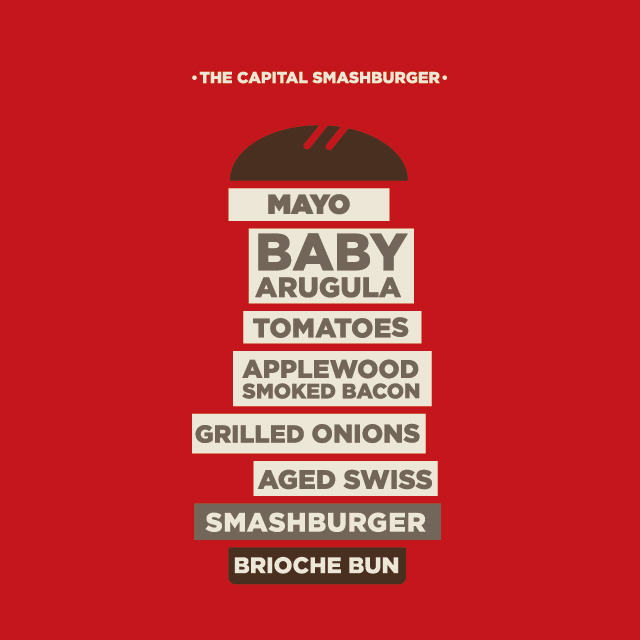 • THE CAPITAL SMASHBURGER •
MAYO
BABY
ARUGULA
TOMATOES
APPLEWOOD
SMOKED BACON
GRILLED ONIONS
AGED SWISS
SMASHBURGER
BRIOCHE BUN